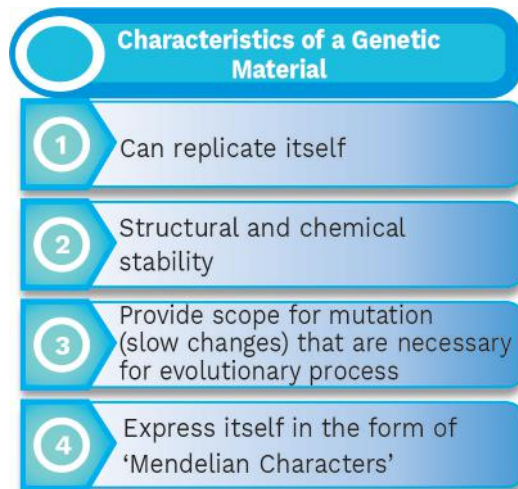 Characteristics of a Genetic
Material
1
Can replicate itself
2
Structural and chemical
stability
3
Provide scope for mutation
(slow changes) that are necessary
for evolutionary process
4
Express itself in the form of
‘Mendelian Characters’